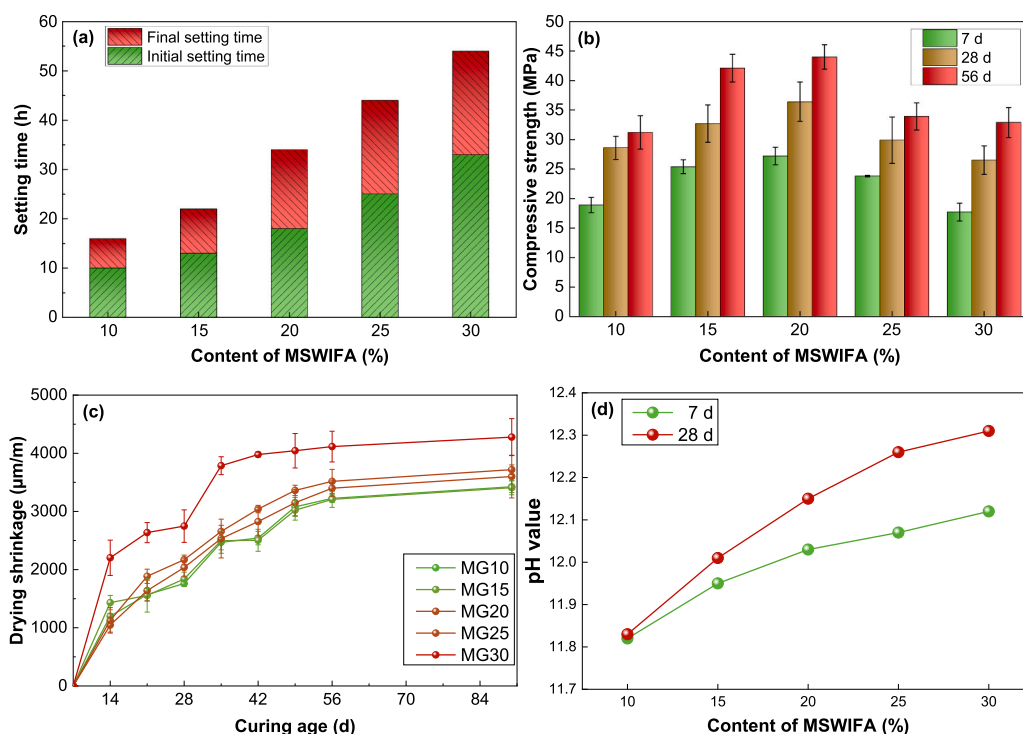 (a)
Final setting time
Initial setting time
Setting time (h)
60
50
40
30
20
10
0
10 15 20 25 30
Content of MSWIFA (%)
(b)
7 d
28 d
56 d
Compressive strength (MPa)
50
45
40
35
30
25
20
15
10
5
0
10 15 20 25 30
Content of MSWIFA (%)
(c)
Drying shrinkage (μm/m)
5000
4000
3000
2000
1000
0
MG10
MG15
MG20
MG25
MG30
14 28 42 56 70 84
Curing age (d)
(d)
7 d
28 d
pH value
12.4
12.3
12.2
12.1
12.0
11.9
11.8
11.7
10 15 20 25 30
Content of MSWIFA (%)